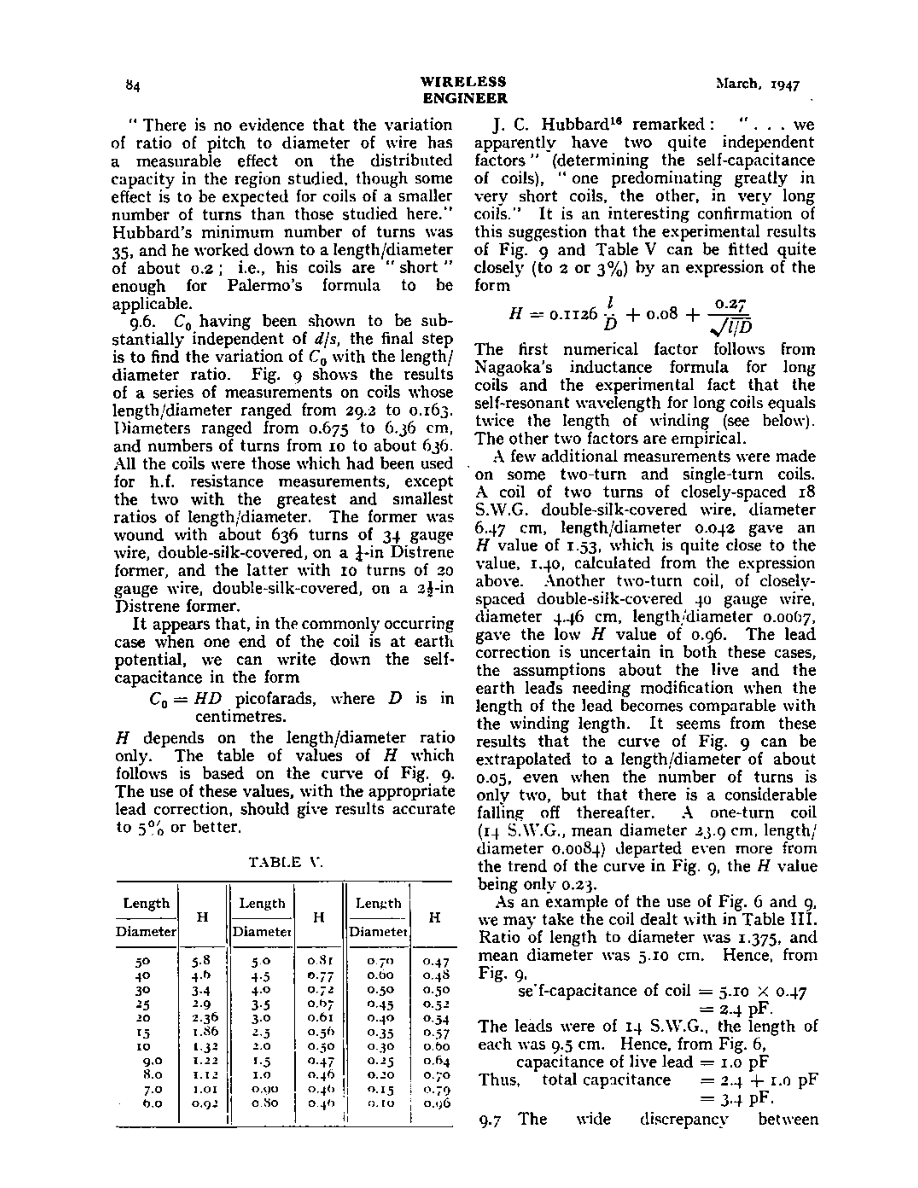 84
WIRELESS
ENGINEER
March, 1947
“ There is no evidence that the variation
of ratio of pitch to diameter of wire has
a measurable effect on the distributed
capacity in the region studied, though some
effect is to be expected for coils of a smaller
number of turns than those studied here.”
Hubbard's minimum number of turns was
35, and he worked down to a length/diameter
of about 0.2 ; i.e., his coils are “ short ”
enough for Palermo's formula to be
applicable.
9.6. C₀ having been shown to be sub-
stantially independent of d/s, the final step
is to find the variation of C₀ with the length/
diameter ratio. Fig. 9 shows the results
of a series of measurements on coils whose
length/diameter ranged from 29.2 to 0.163.
Diameters ranged from 0.675 to 6.36 cm,
and numbers of turns from 10 to about 636.
All the coils were those which had been used
for h.f. resistance measurements, except
the two with the greatest and smallest
ratios of length/diameter. The former was
wound with about 636 turns of 34 gauge
wire, double-silk-covered, on a ¼-in Distrene
former, and the latter with 10 turns of 20
gauge wire, double-silk-covered, on a 2½-in
Distrene former.
It appears that, in the commonly occurring
case when one end of the coil is at earth
potential, we can write down the self-
capacitance in the form
C₀ = HD picofarads, where D is in
centimetres.
H depends on the length/diameter ratio
only. The table of values of H which
follows is based on the curve of Fig. 9.
The use of these values, with the appropriate
lead correction, should give results accurate
to 5% or better.
TABLE V.
Length H Length H Length H
Diameter Diameter Diameter
50 5.8 5.0 0.81 0.70 0.47
40 4.6 4.5 0.77 0.60 0.48
30 3.4 4.0 0.72 0.50 0.50
25 2.9 3.5 0.67 0.45 0.52
20 2.36 3.0 0.61 0.40 0.54
15 1.86 2.5 0.56 0.35 0.57
10 1.32 2.0 0.50 0.30 0.60
9.0 1.22 1.5 0.47 0.25 0.64
8.0 1.12 1.0 0.46 0.20 0.70
7.0 1.01 0.90 0.46 0.15 0.79
6.0 0.92 0.80 0.46 0.10 0.96
J. C. Hubbard¹⁶ remarked : “ . . . we
apparently have two quite independent
factors ” (determining the self-capacitance
of coils), “ one predominating greatly in
very short coils, the other, in very long
coils.” It is an interesting confirmation of
this suggestion that the experimental results
of Fig. 9 and Table V can be fitted quite
closely (to 2 or 3%) by an expression of the
form
H = 0.1126 l/D + 0.08 + 0.27/√(l/D)
The first numerical factor follows from
Nagaoka's inductance formula for long
coils and the experimental fact that the
self-resonant wavelength for long coils equals
twice the length of winding (see below).
The other two factors are empirical.
A few additional measurements were made
on some two-turn and single-turn coils.
A coil of two turns of closely-spaced 18
S.W.G. double-silk-covered wire, diameter
6.47 cm, length/diameter 0.042 gave an
H value of 1.53, which is quite close to the
value, 1.40, calculated from the expression
above. Another two-turn coil, of closely-
spaced double-silk-covered 40 gauge wire,
diameter 4.46 cm, length/diameter 0.0067,
gave the low H value of 0.96. The lead
correction is uncertain in both these cases,
the assumptions about the live and the
earth leads needing modification when the
length of the lead becomes comparable with
the winding length. It seems from these
results that the curve of Fig. 9 can be
extrapolated to a length/diameter of about
0.05, even when the number of turns is
only two, but that there is a considerable
falling off thereafter. A one-turn coil
(14 S.W.G., mean diameter 23.9 cm, length/
diameter 0.0084) departed even more from
the trend of the curve in Fig. 9, the H value
being only 0.23.
As an example of the use of Fig. 6 and 9,
we may take the coil dealt with in Table III.
Ratio of length to diameter was 1.375, and
mean diameter was 5.10 cm. Hence, from
Fig. 9,
self-capacitance of coil = 5.10 × 0.47
= 2.4 pF.
The leads were of 14 S.W.G., the length of
each was 9.5 cm. Hence, from Fig. 6,
capacitance of live lead = 1.0 pF
Thus, total capacitance = 2.4 + 1.0 pF
= 3.4 pF.
9.7 The wide discrepancy between